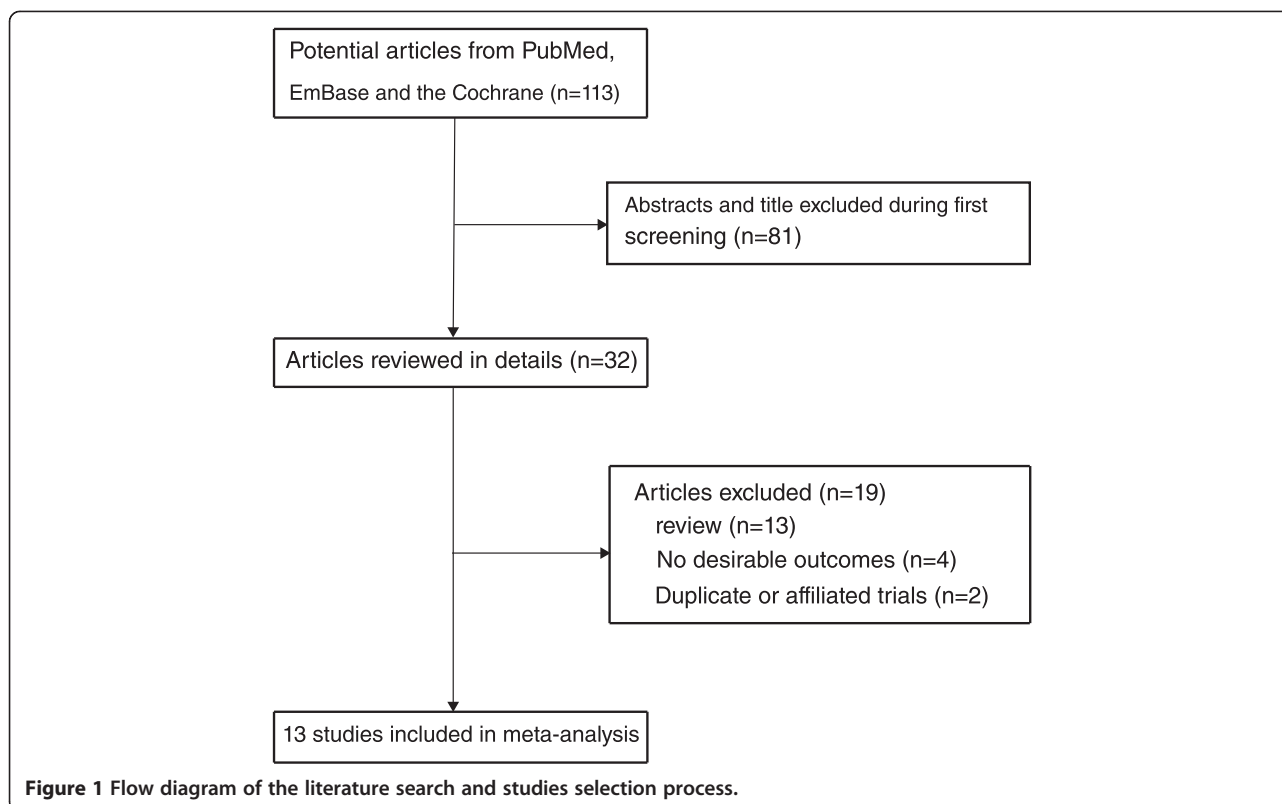 Potential articles from PubMed,
EmBase and the Cochrane (n=113)
Abstracts and title excluded during first
screening (n=81)
Articles reviewed in details (n=32)
Articles excluded (n=19)
review (n=13)
No desirable outcomes (n=4)
Duplicate or affiliated trials (n=2)
13 studies included in meta-analysis
Figure 1 Flow diagram of the literature search and studies selection process.